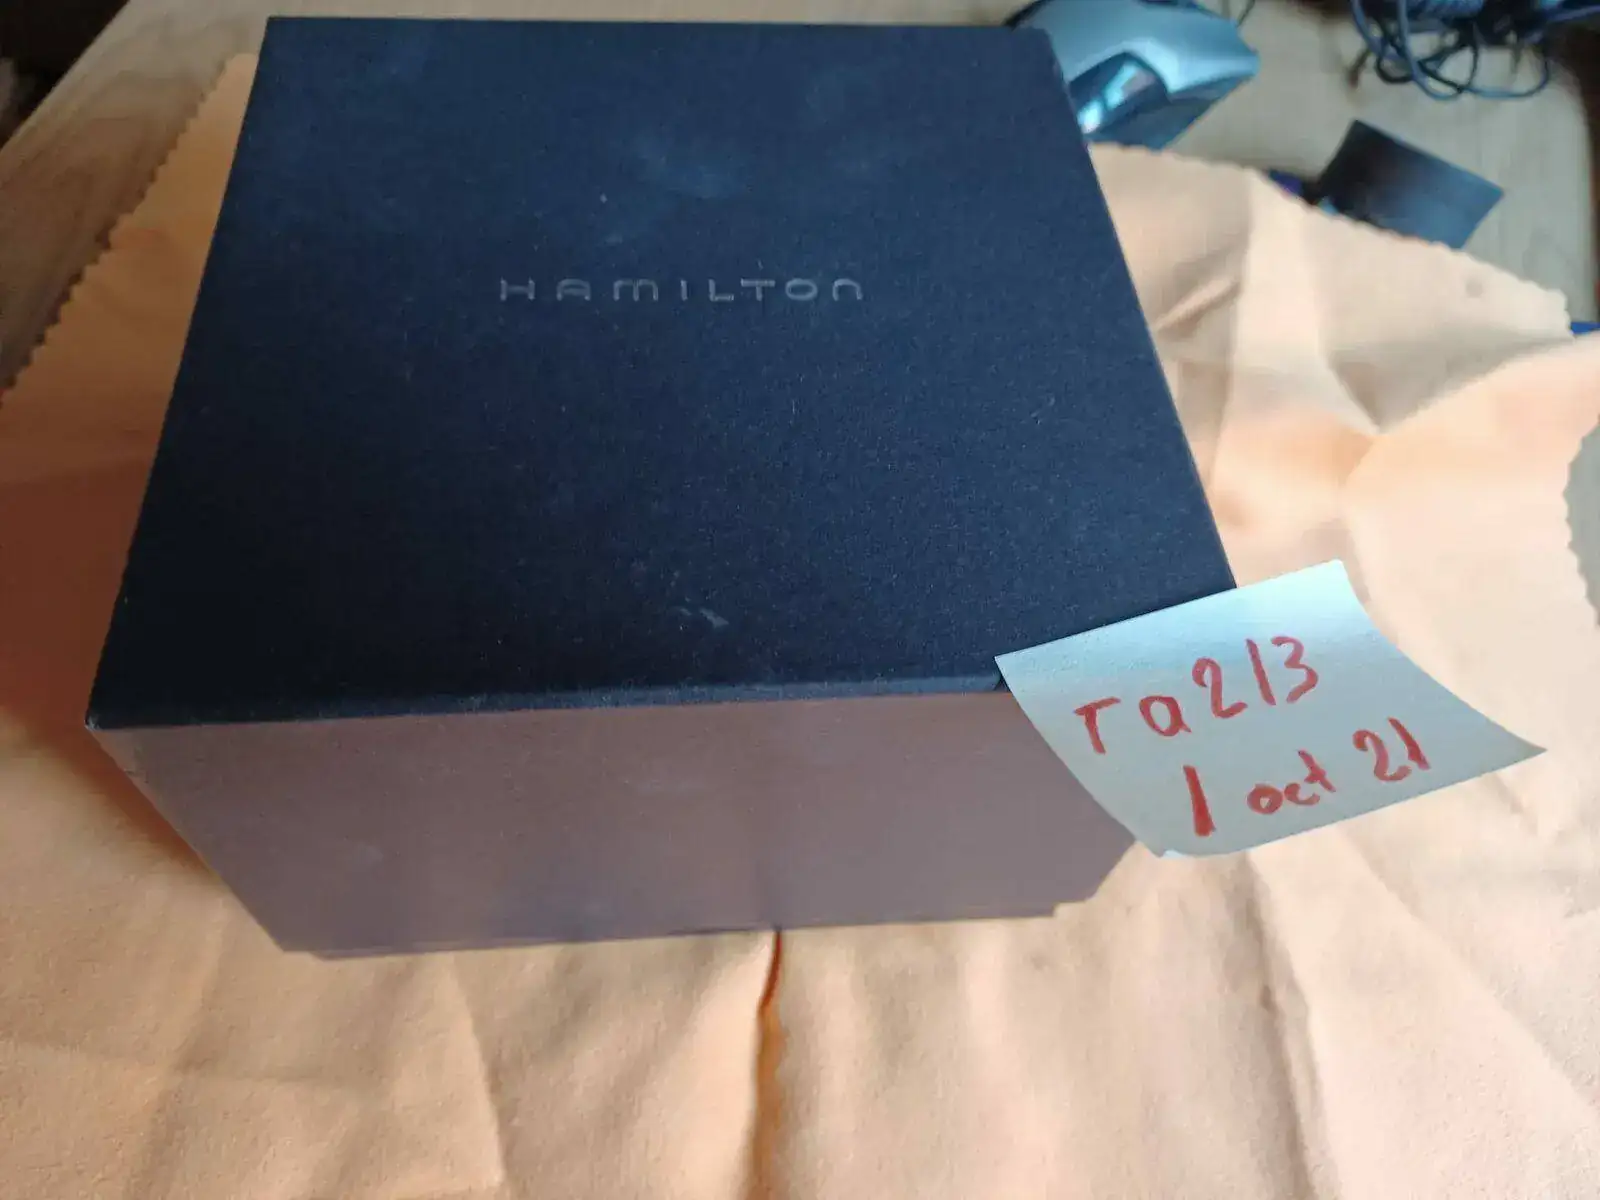 HAMILTON
ra213
1 oct 21